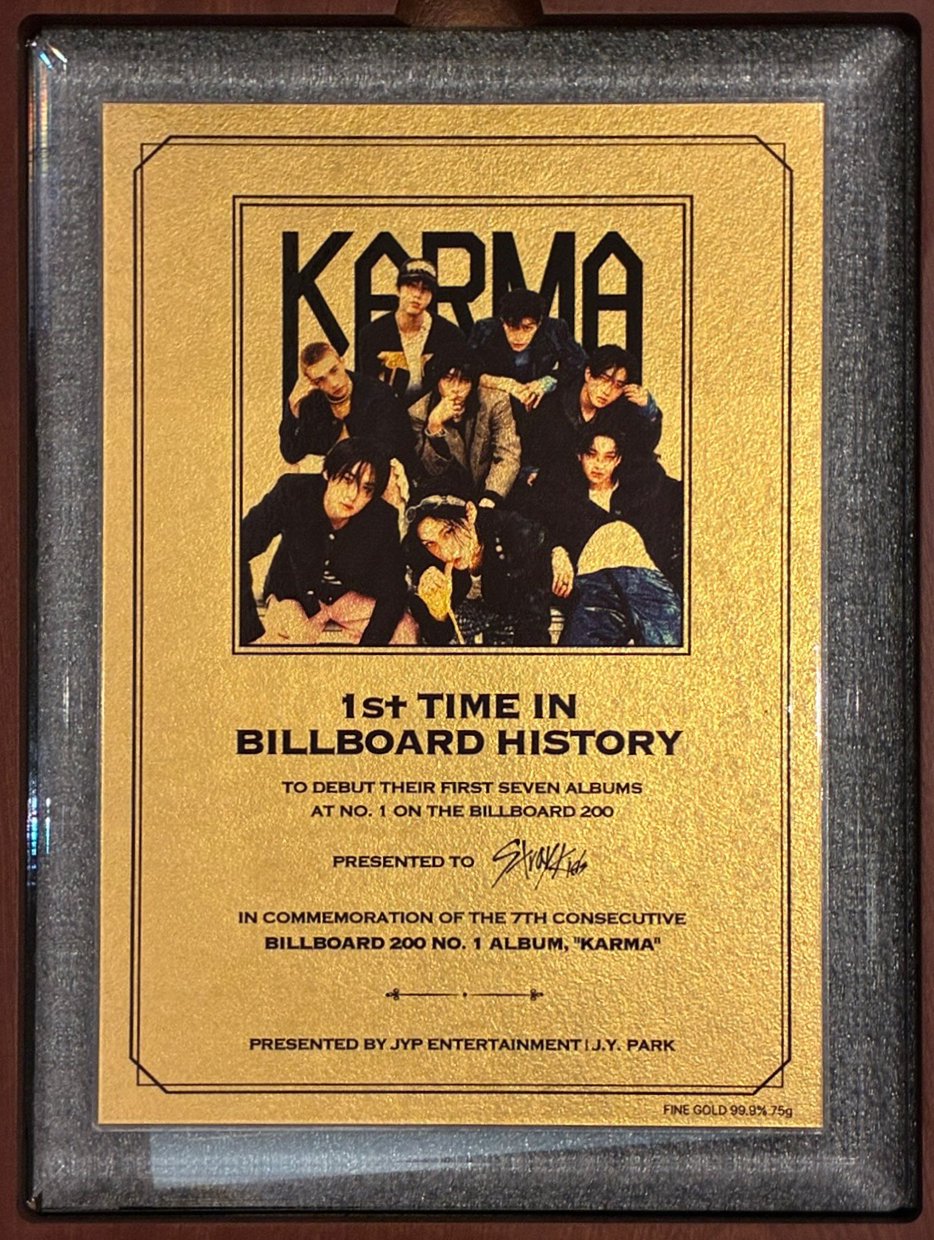 KARMA
1st TIME IN
BILLBOARD HISTORY
TO DEBUT THEIR FIRST SEVEN ALBUMS
AT NO. 1 ON THE BILLBOARD 200
PRESENTED TO Stray Kids
IN COMMEMORATION OF THE 7TH CONSECUTIVE
BILLBOARD 200 NO. 1 ALBUM, "KARMA"
PRESENTED BY JYP ENTERTAINMENT | J.Y. PARK
FINE GOLD 99.9% 75g